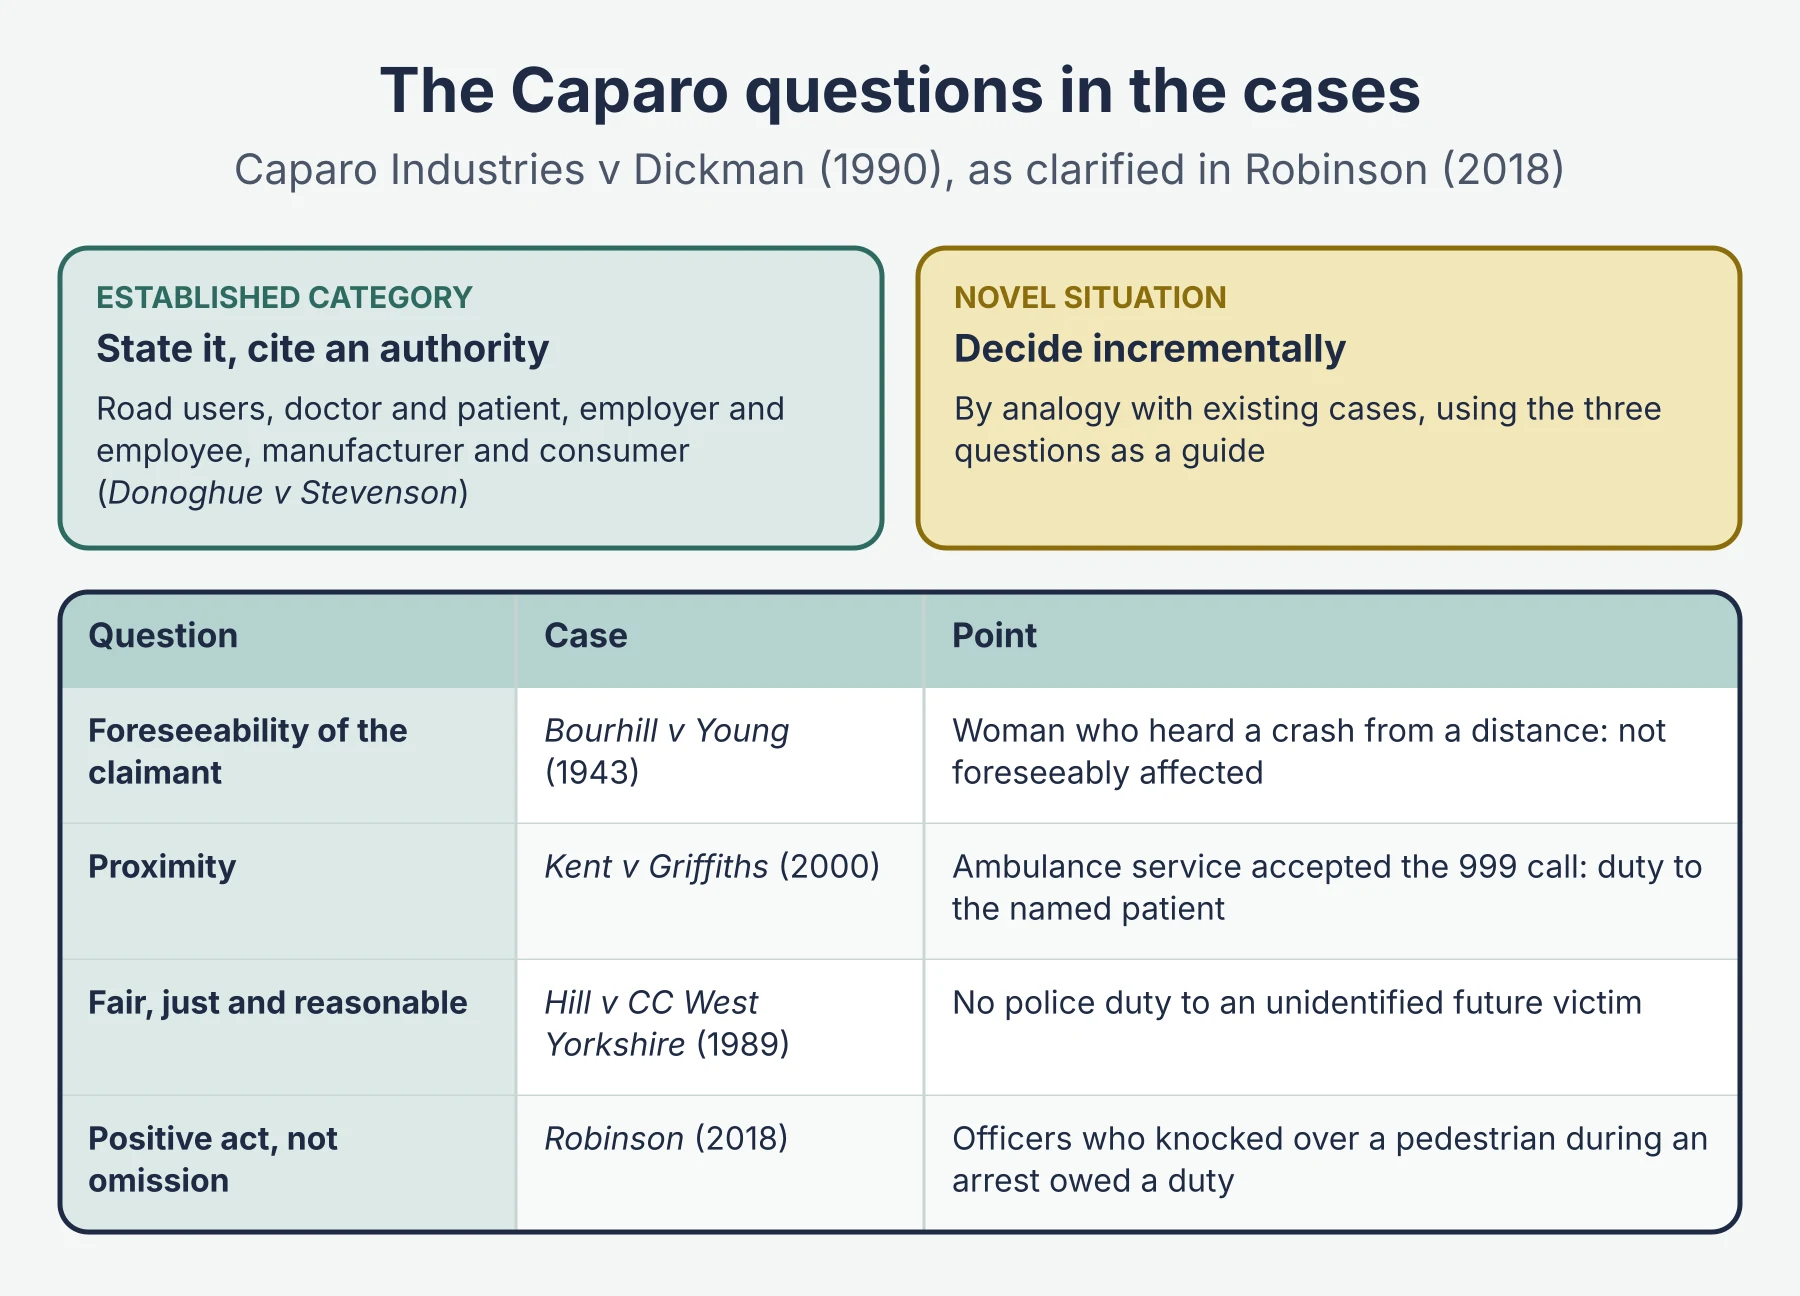 The Caparo questions in the cases
Caparo Industries v Dickman (1990), as clarified in Robinson (2018)
ESTABLISHED CATEGORY
State it, cite an authority
Road users, doctor and patient, employer and
employee, manufacturer and consumer
(Donoghue v Stevenson)
NOVEL SITUATION
Decide incrementally
By analogy with existing cases, using the three
questions as a guide
Question
Case
Point
Foreseeability of the
claimant
Bourhill v Young
(1943)
Woman who heard a crash from a distance: not
foreseeably affected
Proximity
Kent v Griffiths (2000)
Ambulance service accepted the 999 call: duty to
the named patient
Fair, just and reasonable
Hill v CC West
Yorkshire (1989)
No police duty to an unidentified future victim
Positive act, not
omission
Robinson (2018)
Officers who knocked over a pedestrian during an
arrest owed a duty